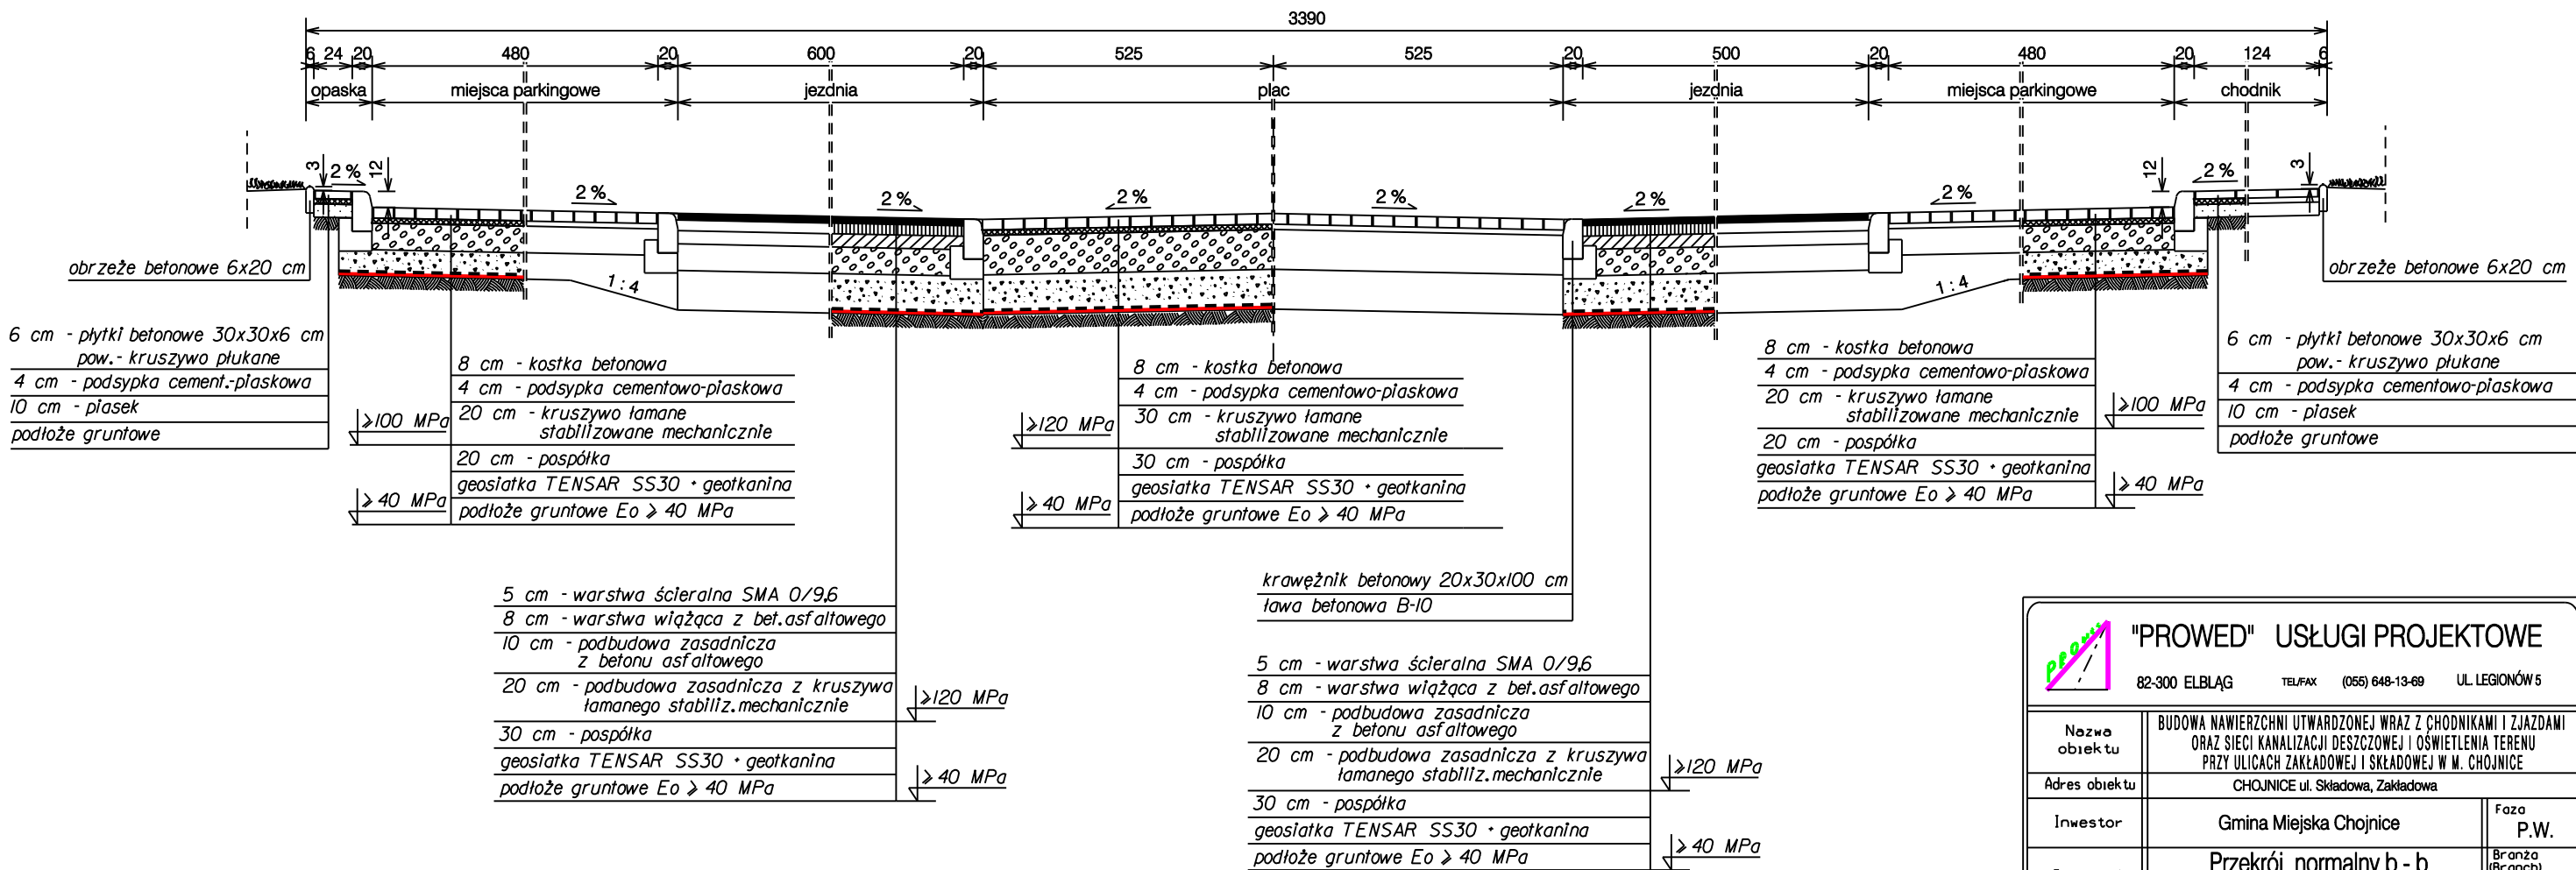 3390
6 24 20 480 20 600 20 525 525 20 500 20 480 20 124 6
opaska miejsca parkingowe jezdnia plac jezdnia miejsca parkingowe chodnik
3 2 % 12 2 % 2 % 2 % 2 % 2 % 2 % 12 2 % 3
1:4 1:4
obrzeże betonowe 6x20 cm
obrzeże betonowe 6x20 cm
6 cm - płytki betonowe 30x30x6 cm
pow.- kruszywo płukane
4 cm - podsypka cement.-piaskowa
10 cm - piasek
podłoże gruntowe
8 cm - kostka betonowa
4 cm - podsypka cementowo-piaskowa
20 cm - kruszywo łamane
stabilizowane mechanicznie
⩾100 MPa
20 cm - pospółka
geosiatka TENSAR SS30 + geotkanina
podłoże gruntowe Eo ⩾ 40 MPa
⩾ 40 MPa
8 cm - kostka betonowa
4 cm - podsypka cementowo-piaskowa
30 cm - kruszywo łamane
stabilizowane mechanicznie
⩾120 MPa
30 cm - pospółka
geosiatka TENSAR SS30 + geotkanina
podłoże gruntowe Eo ⩾ 40 MPa
⩾ 40 MPa
8 cm - kostka betonowa
4 cm - podsypka cementowo-piaskowa
20 cm - kruszywo łamane
stabilizowane mechanicznie
⩾100 MPa
20 cm - pospółka
geosiatka TENSAR SS30 + geotkanina
podłoże gruntowe Eo ⩾ 40 MPa
⩾ 40 MPa
6 cm - płytki betonowe 30x30x6 cm
pow.- kruszywo płukane
4 cm - podsypka cementowo-piaskowa
10 cm - piasek
podłoże gruntowe
5 cm - warstwa ścieralna SMA 0/9,6
8 cm - warstwa wiążąca z bet.asfaltowego
10 cm - podbudowa zasadnicza
z betonu asfaltowego
20 cm - podbudowa zasadnicza z kruszywa
łamanego stabiliz.mechanicznie
⩾120 MPa
30 cm - pospółka
geosiatka TENSAR SS30 + geotkanina
podłoże gruntowe Eo ⩾ 40 MPa
⩾ 40 MPa
krawężnik betonowy 20x30x100 cm
ława betonowa B-10
5 cm - warstwa ścieralna SMA 0/9,6
8 cm - warstwa wiążąca z bet.asfaltowego
10 cm - podbudowa zasadnicza
z betonu asfaltowego
20 cm - podbudowa zasadnicza z kruszywa
łamanego stabiliz.mechanicznie
⩾120 MPa
30 cm - pospółka
geosiatka TENSAR SS30 + geotkanina
podłoże gruntowe Eo ⩾ 40 MPa
⩾ 40 MPa
"PROWED" USŁUGI PROJEKTOWE
82-300 ELBLĄG TEL/FAX (055) 648-13-69 UL. LEGIONÓW 5
Nazwa
obiektu
BUDOWA NAWIERZCHNI UTWARDZONEJ WRAZ Z CHODNIKAMI I ZJAZDAMI
ORAZ SIECI KANALIZACJI DESZCZOWEJ I OŚWIETLENIA TERENU
PRZY ULICACH ZAKŁADOWEJ I SKŁADOWEJ W M. CHOJNICE
Adres obiektu CHOJNICE ul. Składowa, Zakładowa
Inwestor Gmina Miejska Chojnice Faza
P.W.
Przekrój normalny b - b Branża
(Branch)